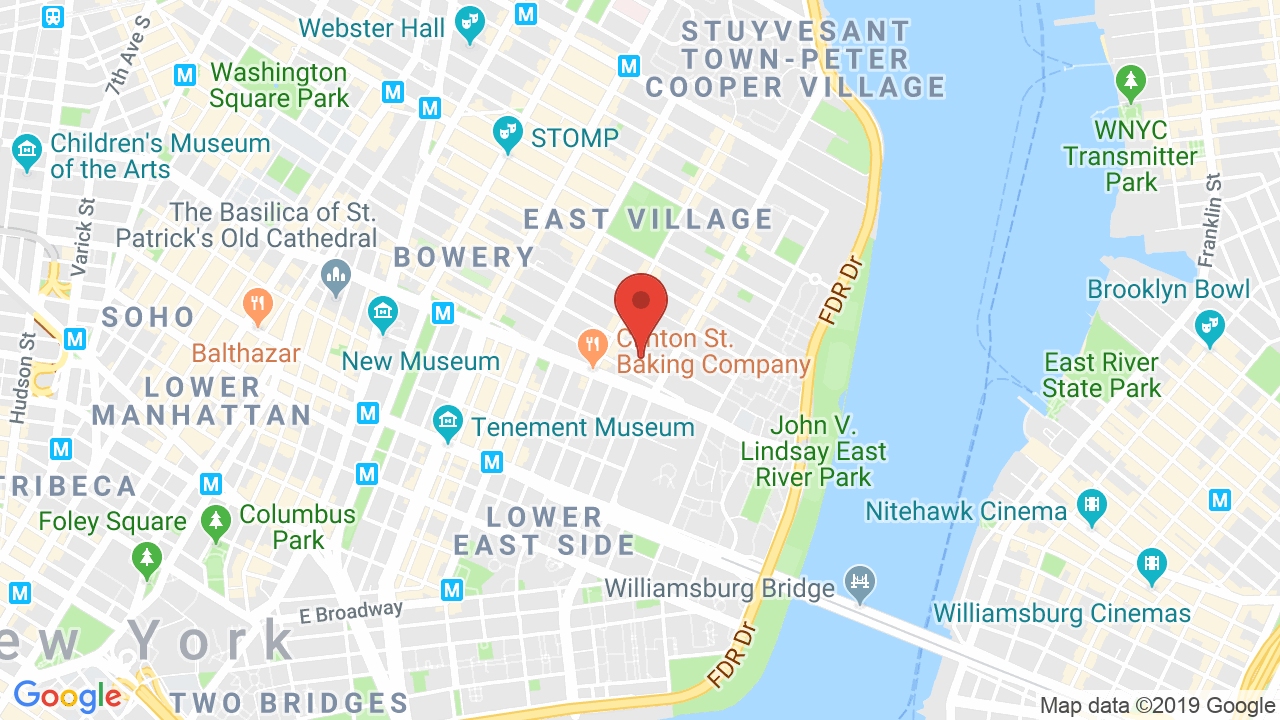 Webster Hall
M
STUYVESANT
TOWN-PETER
COOPER VILLAGE
7th Ave S
M
Washington
Square Park
M
M
M
WNYC
Transmitter
Park
Children's Museum
of the Arts
STOMP
Franklin St
Varick St
The Basilica of St.
Patrick's Old Cathedral
EAST VILLAGE
BOWERY
FDR Dr
Brooklyn Bowl
SOHO
M
M
Hudson St
Balthazar
New Museum
Clinton St.
Baking Company
East River
State Park
LOWER
MANHATTAN
M
Tenement Museum
John V.
Lindsay East
River Park
M
M
M
TRIBECA
M
M
Foley Square
Columbus
Park
LOWER
EAST SIDE
Nitehawk Cinema
M
M
Williamsburg Bridge
E Broadway
Williamsburg Cinemas
ew York
FDR Dr
Google
TWO BRIDGES
Map data ©2019 Google